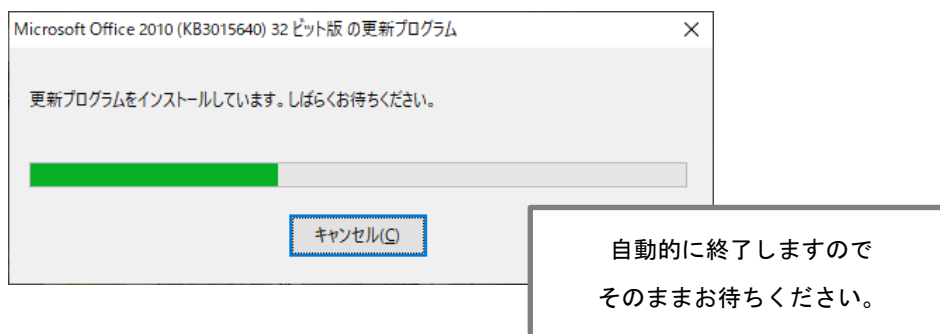 Microsoft Office 2010 (KB3015640) 32 ビット版 の更新プログラム
更新プログラムをインストールしています。しばらくお待ちください。
キャンセル(C)
自動的に終了しますので
そのままお待ちください。